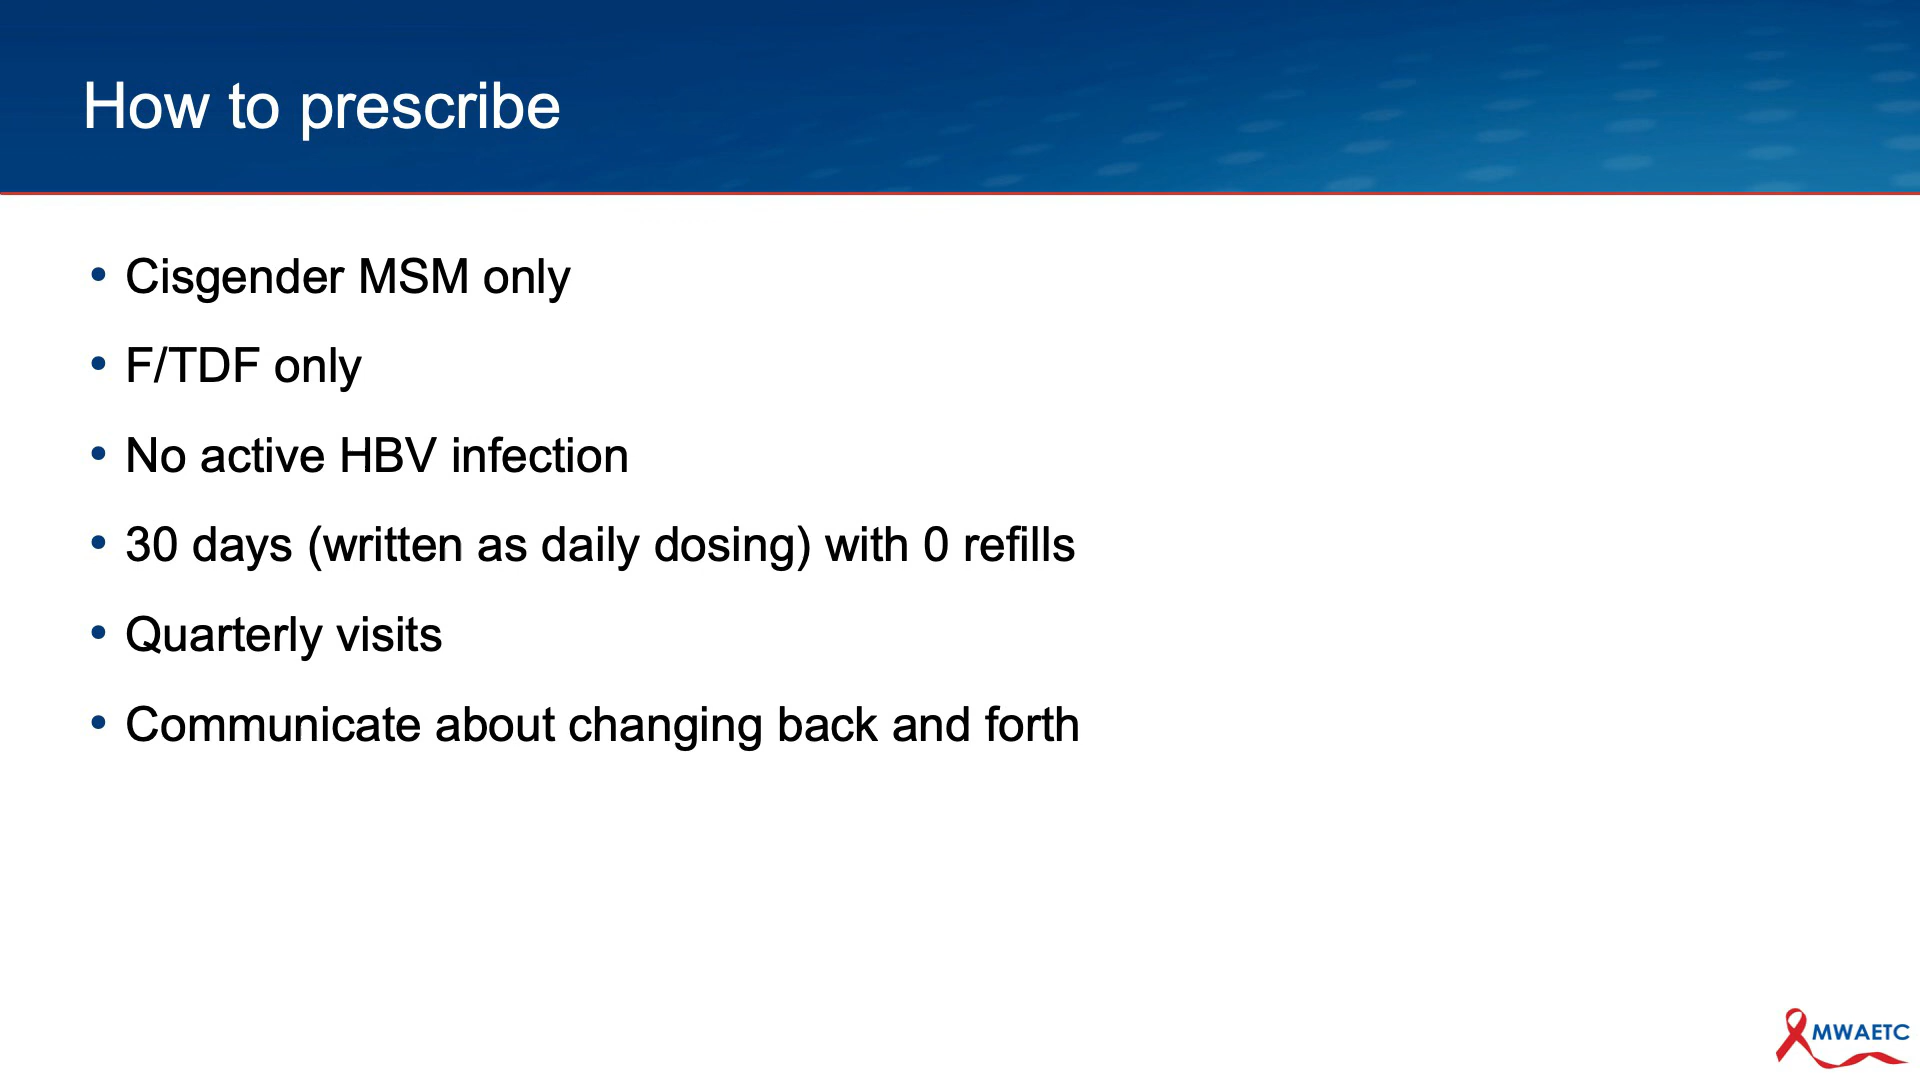 How to prescribe
• Cisgender MSM only
• F/TDF only
• No active HBV infection
• 30 days (written as daily dosing) with 0 refills
• Quarterly visits
• Communicate about changing back and forth
MWAETC